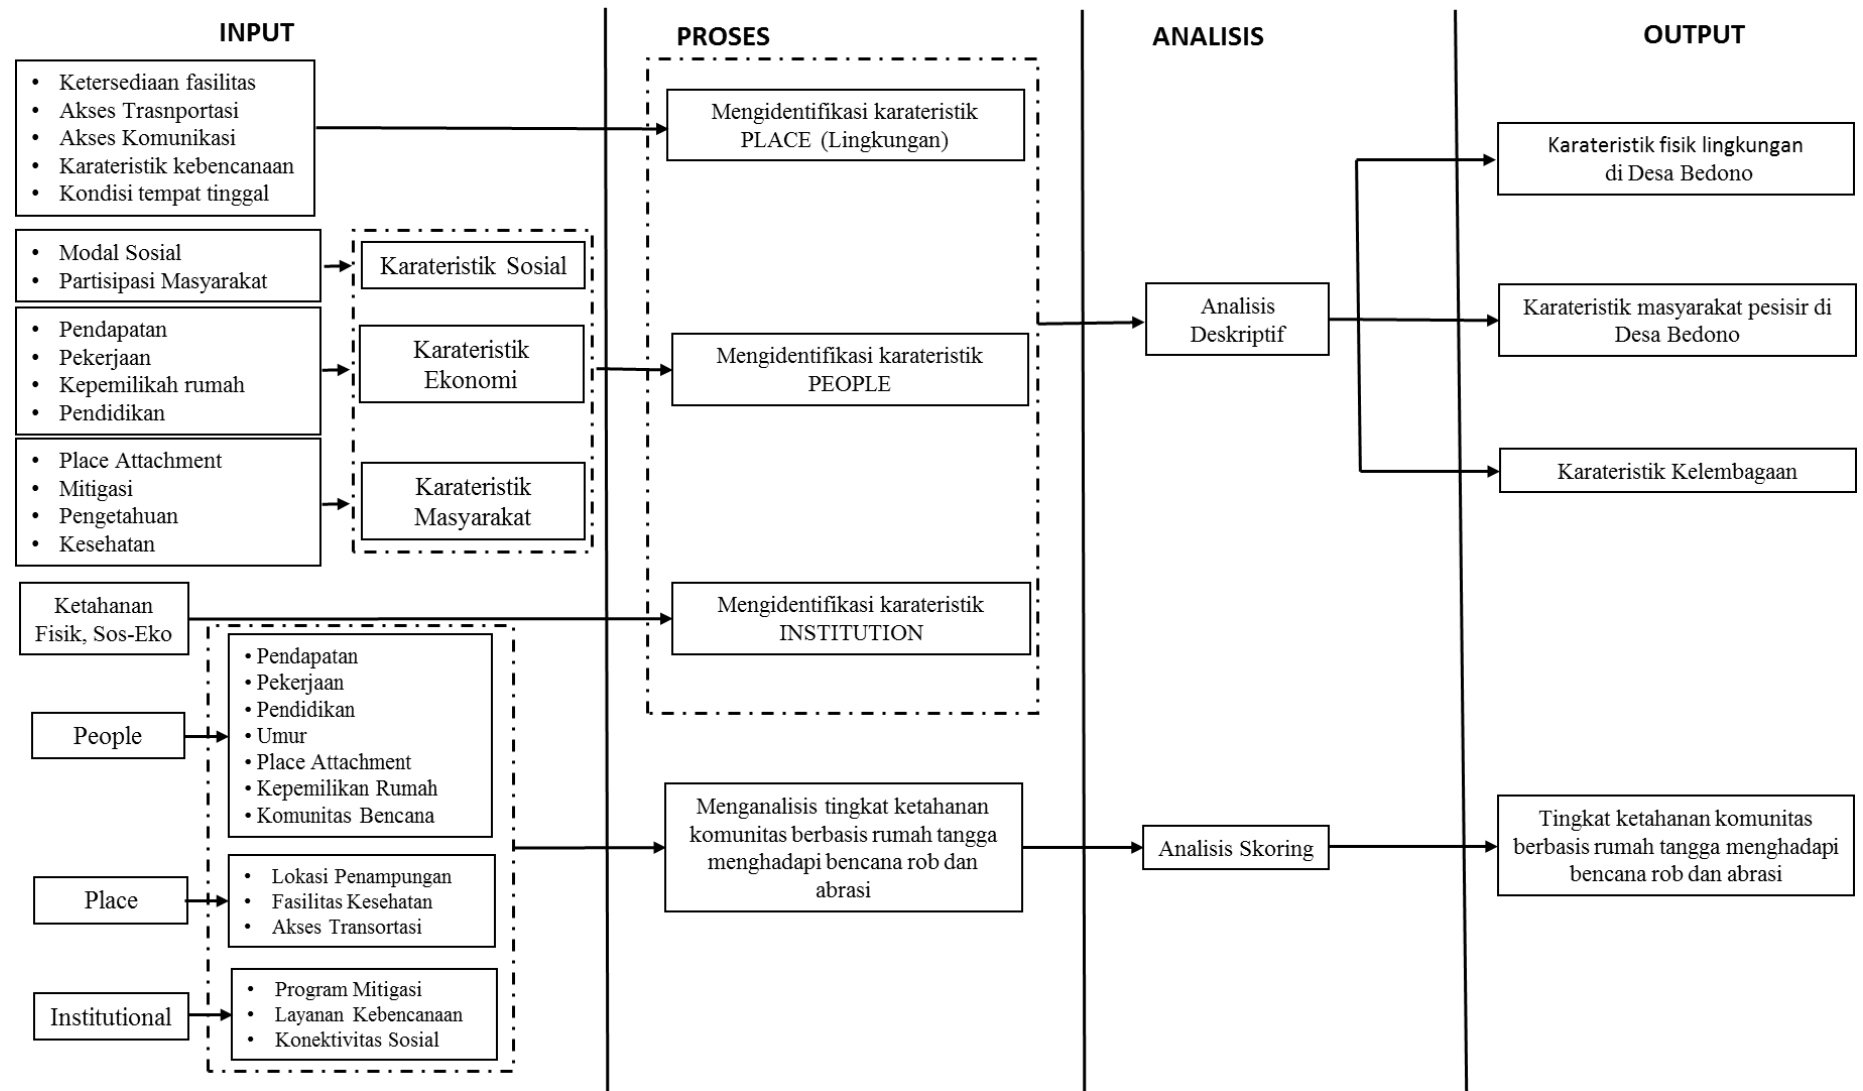 INPUT
PROSES
ANALISIS
OUTPUT
• Ketersediaan fasilitas
• Akses Trasnportasi
• Akses Komunikasi
• Karateristik kebencanaan
• Kondisi tempat tinggal
• Modal Sosial
• Partisipasi Masyarakat
• Pendapatan
• Pekerjaan
• Kepemilikah rumah
• Pendidikan
• Place Attachment
• Mitigasi
• Pengetahuan
• Kesehatan
Karateristik Sosial
Karateristik
Ekonomi
Karateristik
Masyarakat
Ketahanan
Fisik, Sos-Eko
People
• Pendapatan
• Pekerjaan
• Pendidikan
• Umur
• Place Attachment
• Kepemilikan Rumah
• Komunitas Bencana
Place
• Lokasi Penampungan
• Fasilitas Kesehatan
• Akses Transortasi
Institutional
• Program Mitigasi
• Layanan Kebencanaan
• Konektivitas Sosial
Mengidentifikasi karateristik
PLACE (Lingkungan)
Mengidentifikasi karateristik
PEOPLE
Mengidentifikasi karateristik
INSTITUTION
Menganalisis tingkat ketahanan
komunitas berbasis rumah tangga
menghadapi bencana rob dan
abrasi
Analisis
Deskriptif
Analisis Skoring
Karateristik fisik lingkungan
di Desa Bedono
Karateristik masyarakat pesisir di
Desa Bedono
Karateristik Kelembagaan
Tingkat ketahanan komunitas
berbasis rumah tangga menghadapi
bencana rob dan abrasi